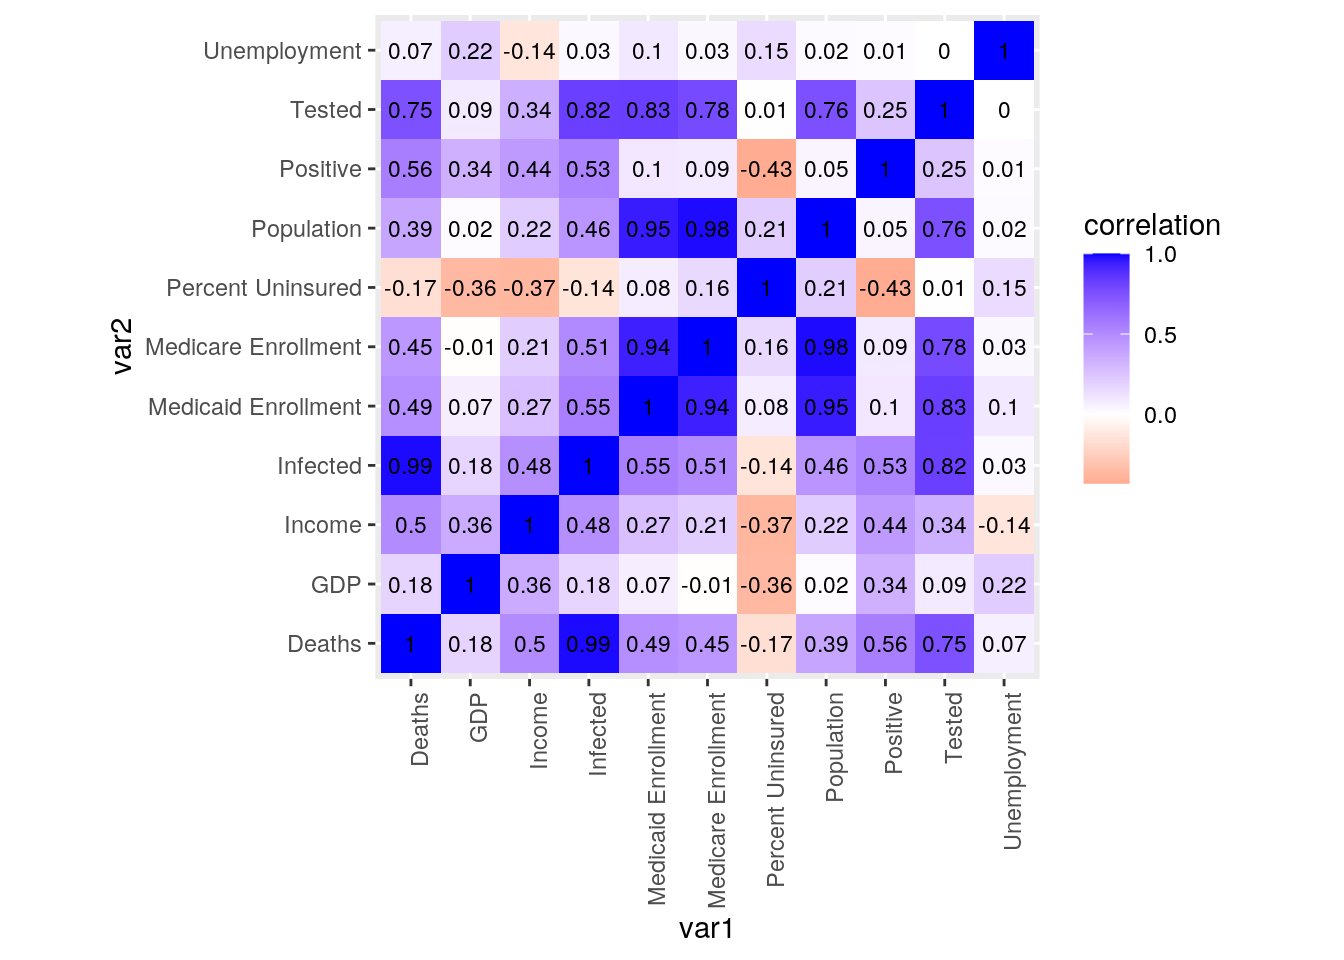 Unemployment 0.07 0.22 -0.14 0.03 0.1 0.03 0.15 0.02 0.01 0 1
Tested 0.75 0.09 0.34 0.82 0.83 0.78 0.01 0.76 0.25 1 0
Positive 0.56 0.34 0.44 0.53 0.1 0.09 -0.43 0.05 1 0.25 0.01
Population 0.39 0.02 0.22 0.46 0.95 0.98 0.21 1 0.05 0.76 0.02
Percent Uninsured -0.17 -0.36 -0.37 -0.14 0.08 0.16 1 0.21 -0.43 0.01 0.15
Medicare Enrollment 0.45 -0.01 0.21 0.51 0.94 1 0.16 0.98 0.09 0.78 0.03
Medicaid Enrollment 0.49 0.07 0.27 0.55 1 0.94 0.08 0.95 0.1 0.83 0.1
Infected 0.99 0.18 0.48 1 0.55 0.51 -0.14 0.46 0.53 0.82 0.03
Income 0.5 0.36 1 0.48 0.27 0.21 -0.37 0.22 0.44 0.34 -0.14
GDP 0.18 1 0.36 0.18 0.07 -0.01 -0.36 0.02 0.34 0.09 0.22
Deaths 1 0.18 0.5 0.99 0.49 0.45 -0.17 0.39 0.56 0.75 0.07
var2
Deaths
GDP
Income
Infected
Medicaid Enrollment
Medicare Enrollment
Percent Uninsured
Population
Positive
Tested
Unemployment
var1
correlation
1.0
0.5
0.0